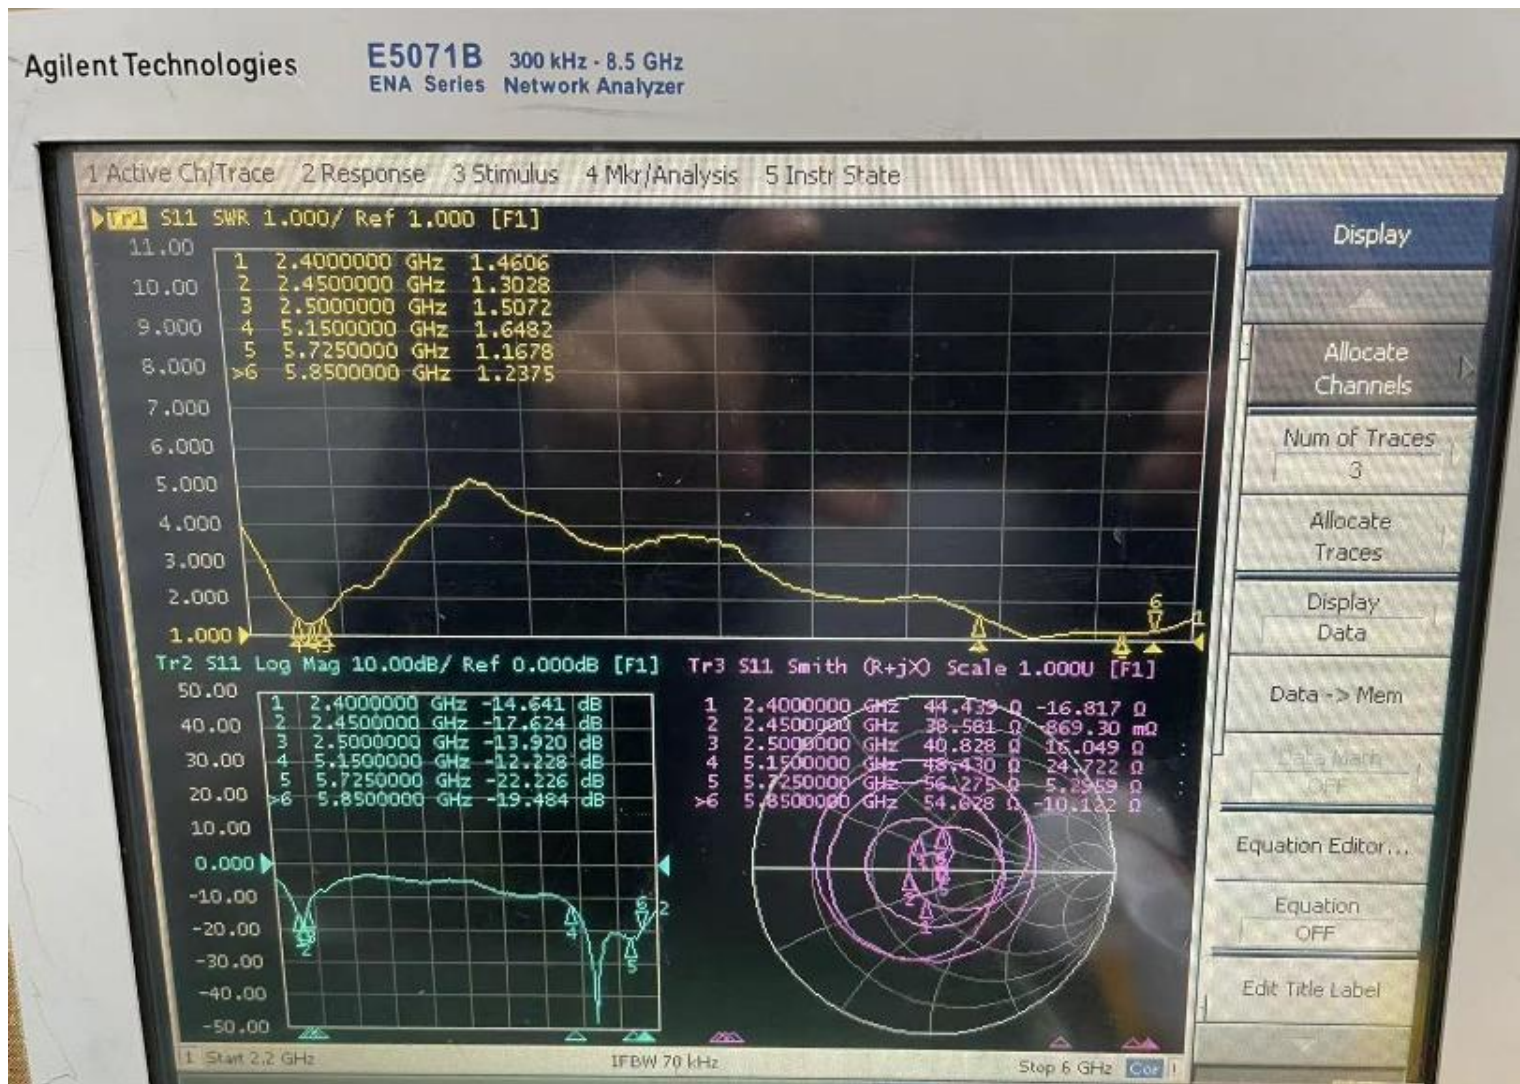 Agilent Technologies
E5071B 300 kHz - 8.5 GHz
ENA Series Network Analyzer
1 Active Ch/Trace 2 Response 3 Stimulus 4 Mkr/Analysis 5 Instr State
Tr1 S11 SWR 1.000/ Ref 1.000 [F1]
11.00
10.00
9.000
8.000
7.000
6.000
5.000
4.000
3.000
2.000
1.000
1 2.4000000 GHz 1.4606
2 2.4500000 GHz 1.3028
3 2.5000000 GHz 1.5072
4 5.1500000 GHz 1.6482
5 5.7250000 GHz 1.1678
>6 5.8500000 GHz 1.2375
6
1
Tr2 S11 Log Mag 10.00dB/ Ref 0.000dB [F1]
50.00
40.00
30.00
20.00
10.00
0.000
-10.00
-20.00
-30.00
-40.00
-50.00
1 2.4000000 GHz -14.641 dB
2 2.4500000 GHz -17.624 dB
3 2.5000000 GHz -13.920 dB
4 5.1500000 GHz -12.228 dB
5 5.7250000 GHz -22.226 dB
>6 5.8500000 GHz -19.484 dB
2
4
5
6
2
Tr3 S11 Smith (R+jX) Scale 1.000U [F1]
1 2.4000000 GHz 44.439 Ω -16.817 Ω
2 2.4500000 GHz 38.581 Ω -869.30 mΩ
3 2.5000000 GHz 40.828 Ω 16.049 Ω
4 5.1500000 GHz 48.430 Ω 24.722 Ω
5 5.7250000 GHz 56.275 Ω 5.2959 Ω
>6 5.8500000 GHz 54.628 Ω -10.122 Ω
1 Start 2.2 GHz IFBW 70 kHz Stop 6 GHz Cor
Display
Allocate
Channels
Num of Traces
3
Allocate
Traces
Display
Data
Data -> Mem
Data Math
OFF
Equation Editor...
Equation
OFF
Edit Title Label